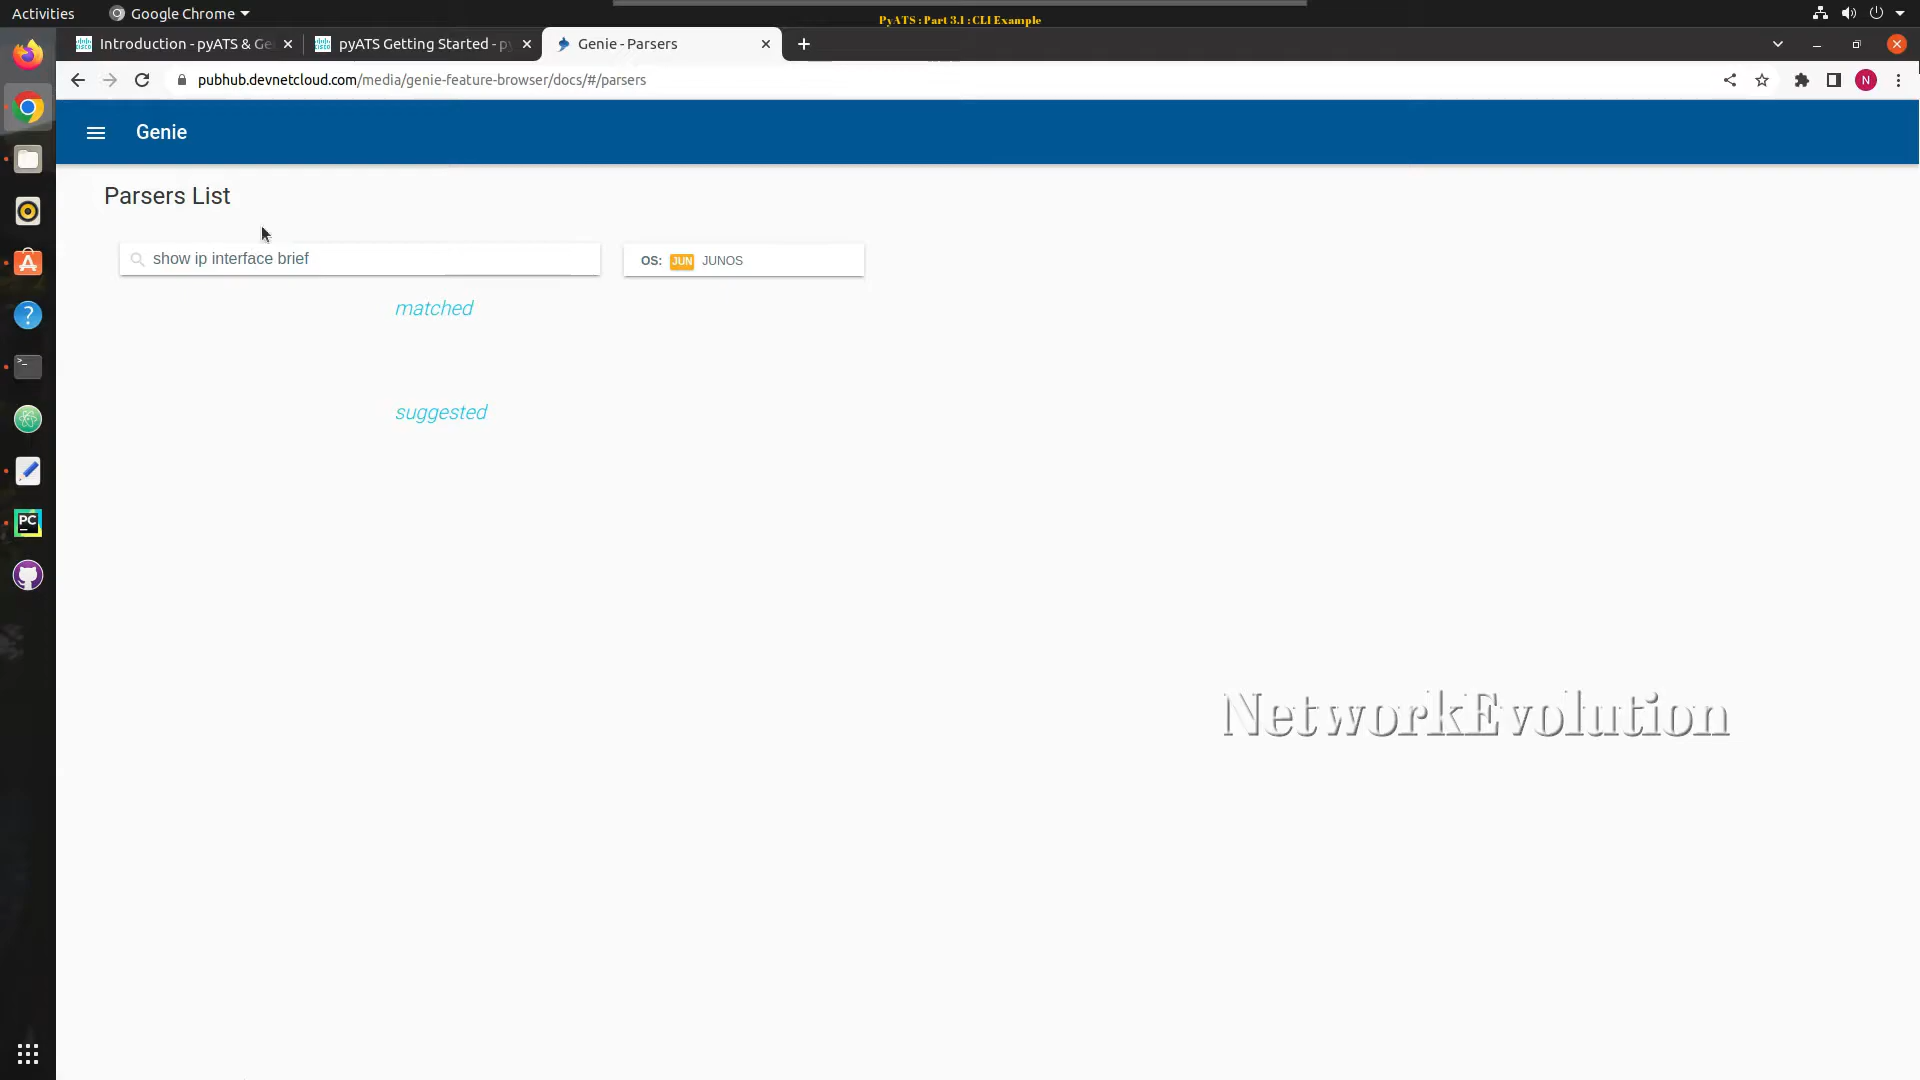 Activities
Google Chrome
PyATS : Part 3.1 : CLI Example
Introduction - pyATS & Ge
pyATS Getting Started - py
Genie - Parsers
pubhub.devnetcloud.com/media/genie-feature-browser/docs/#/parsers
N
Genie
Parsers List
show ip interface brief
OS: JUN JUNOS
matched
suggested
PC
NetworkEvolution